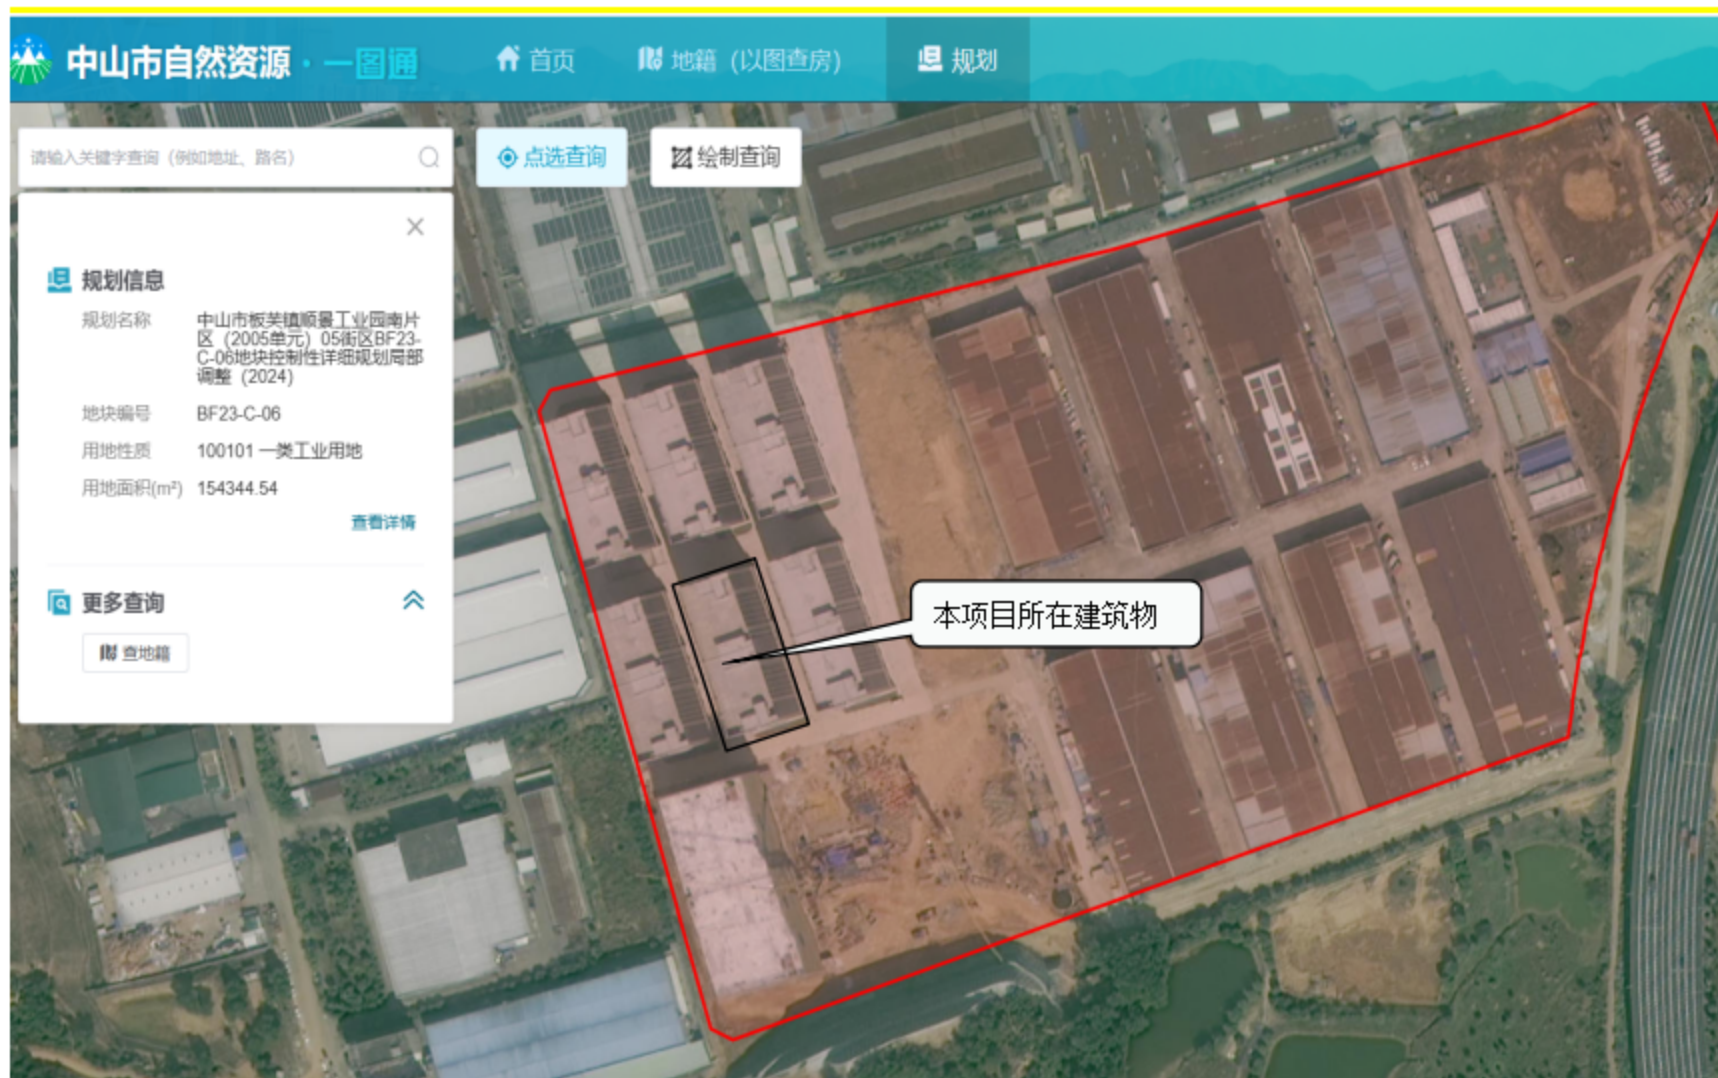 中山市自然资源·一图通
首页
地籍（以图查房）
规划
请输入关键字查询（例如地址、路名）
点选查询
绘制查询
规划信息
规划名称
中山市板芙镇顺景工业园南片
区（2005单元）05街区BF23-
C-06地块控制性详细规划局部
调整（2024）
地块编号 BF23-C-06
用地性质 100101 一类工业用地
用地面积(m²) 154344.54
查看详情
更多查询
查地籍
本项目所在建筑物